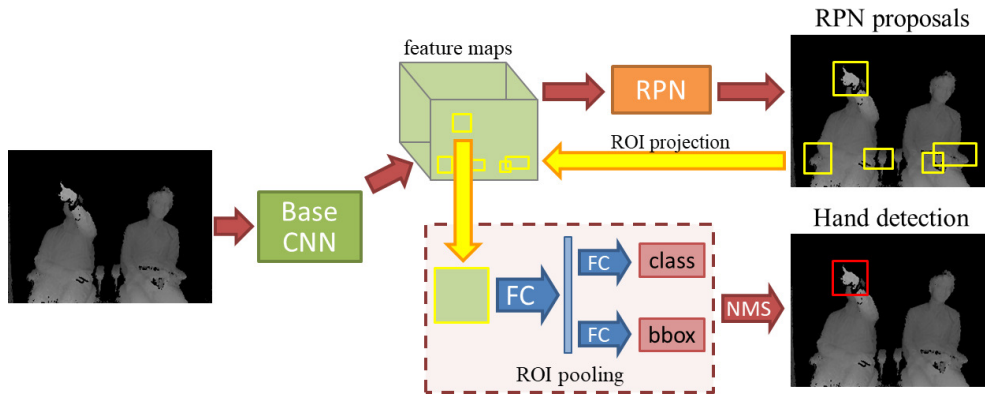 RPN proposals
feature maps
RPN
ROI projection
Base
CNN
Hand detection
FC
FC
class
FC
bbox
NMS
ROI pooling